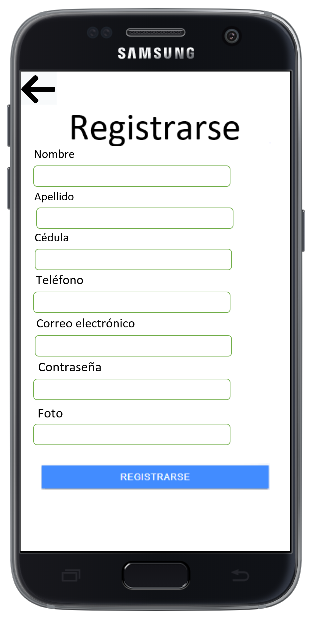 SAMSUNG
Registrarse
Nombre
Apellido
Cédula
Teléfono
Correo electrónico
Contraseña
Foto
REGISTRARSE